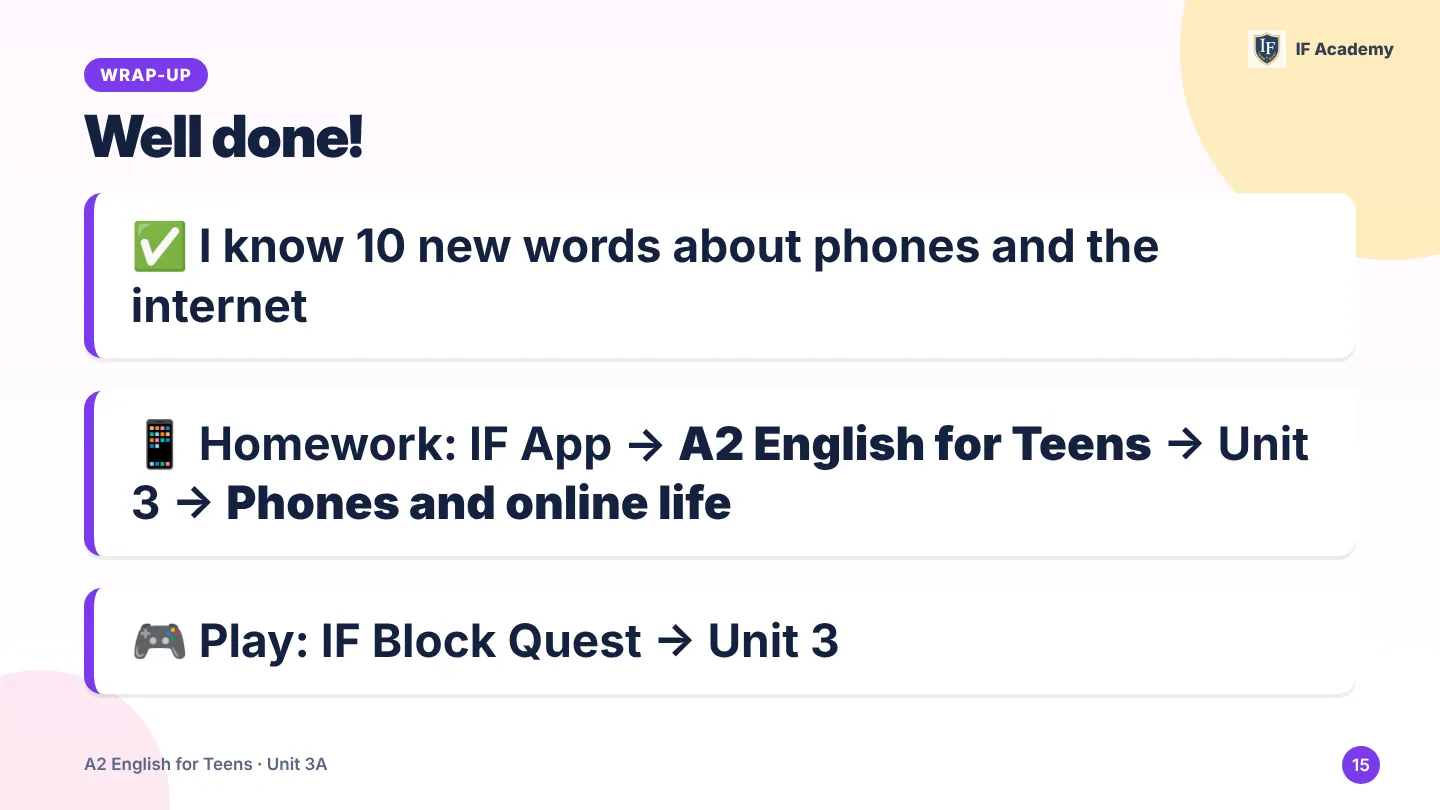 IF Academy
WRAP-UP
Well done!
✅ I know 10 new words about phones and the
internet
📱 Homework: IF App → A2 English for Teens → Unit
3 → Phones and online life
🎮 Play: IF Block Quest → Unit 3
A2 English for Teens · Unit 3A
15